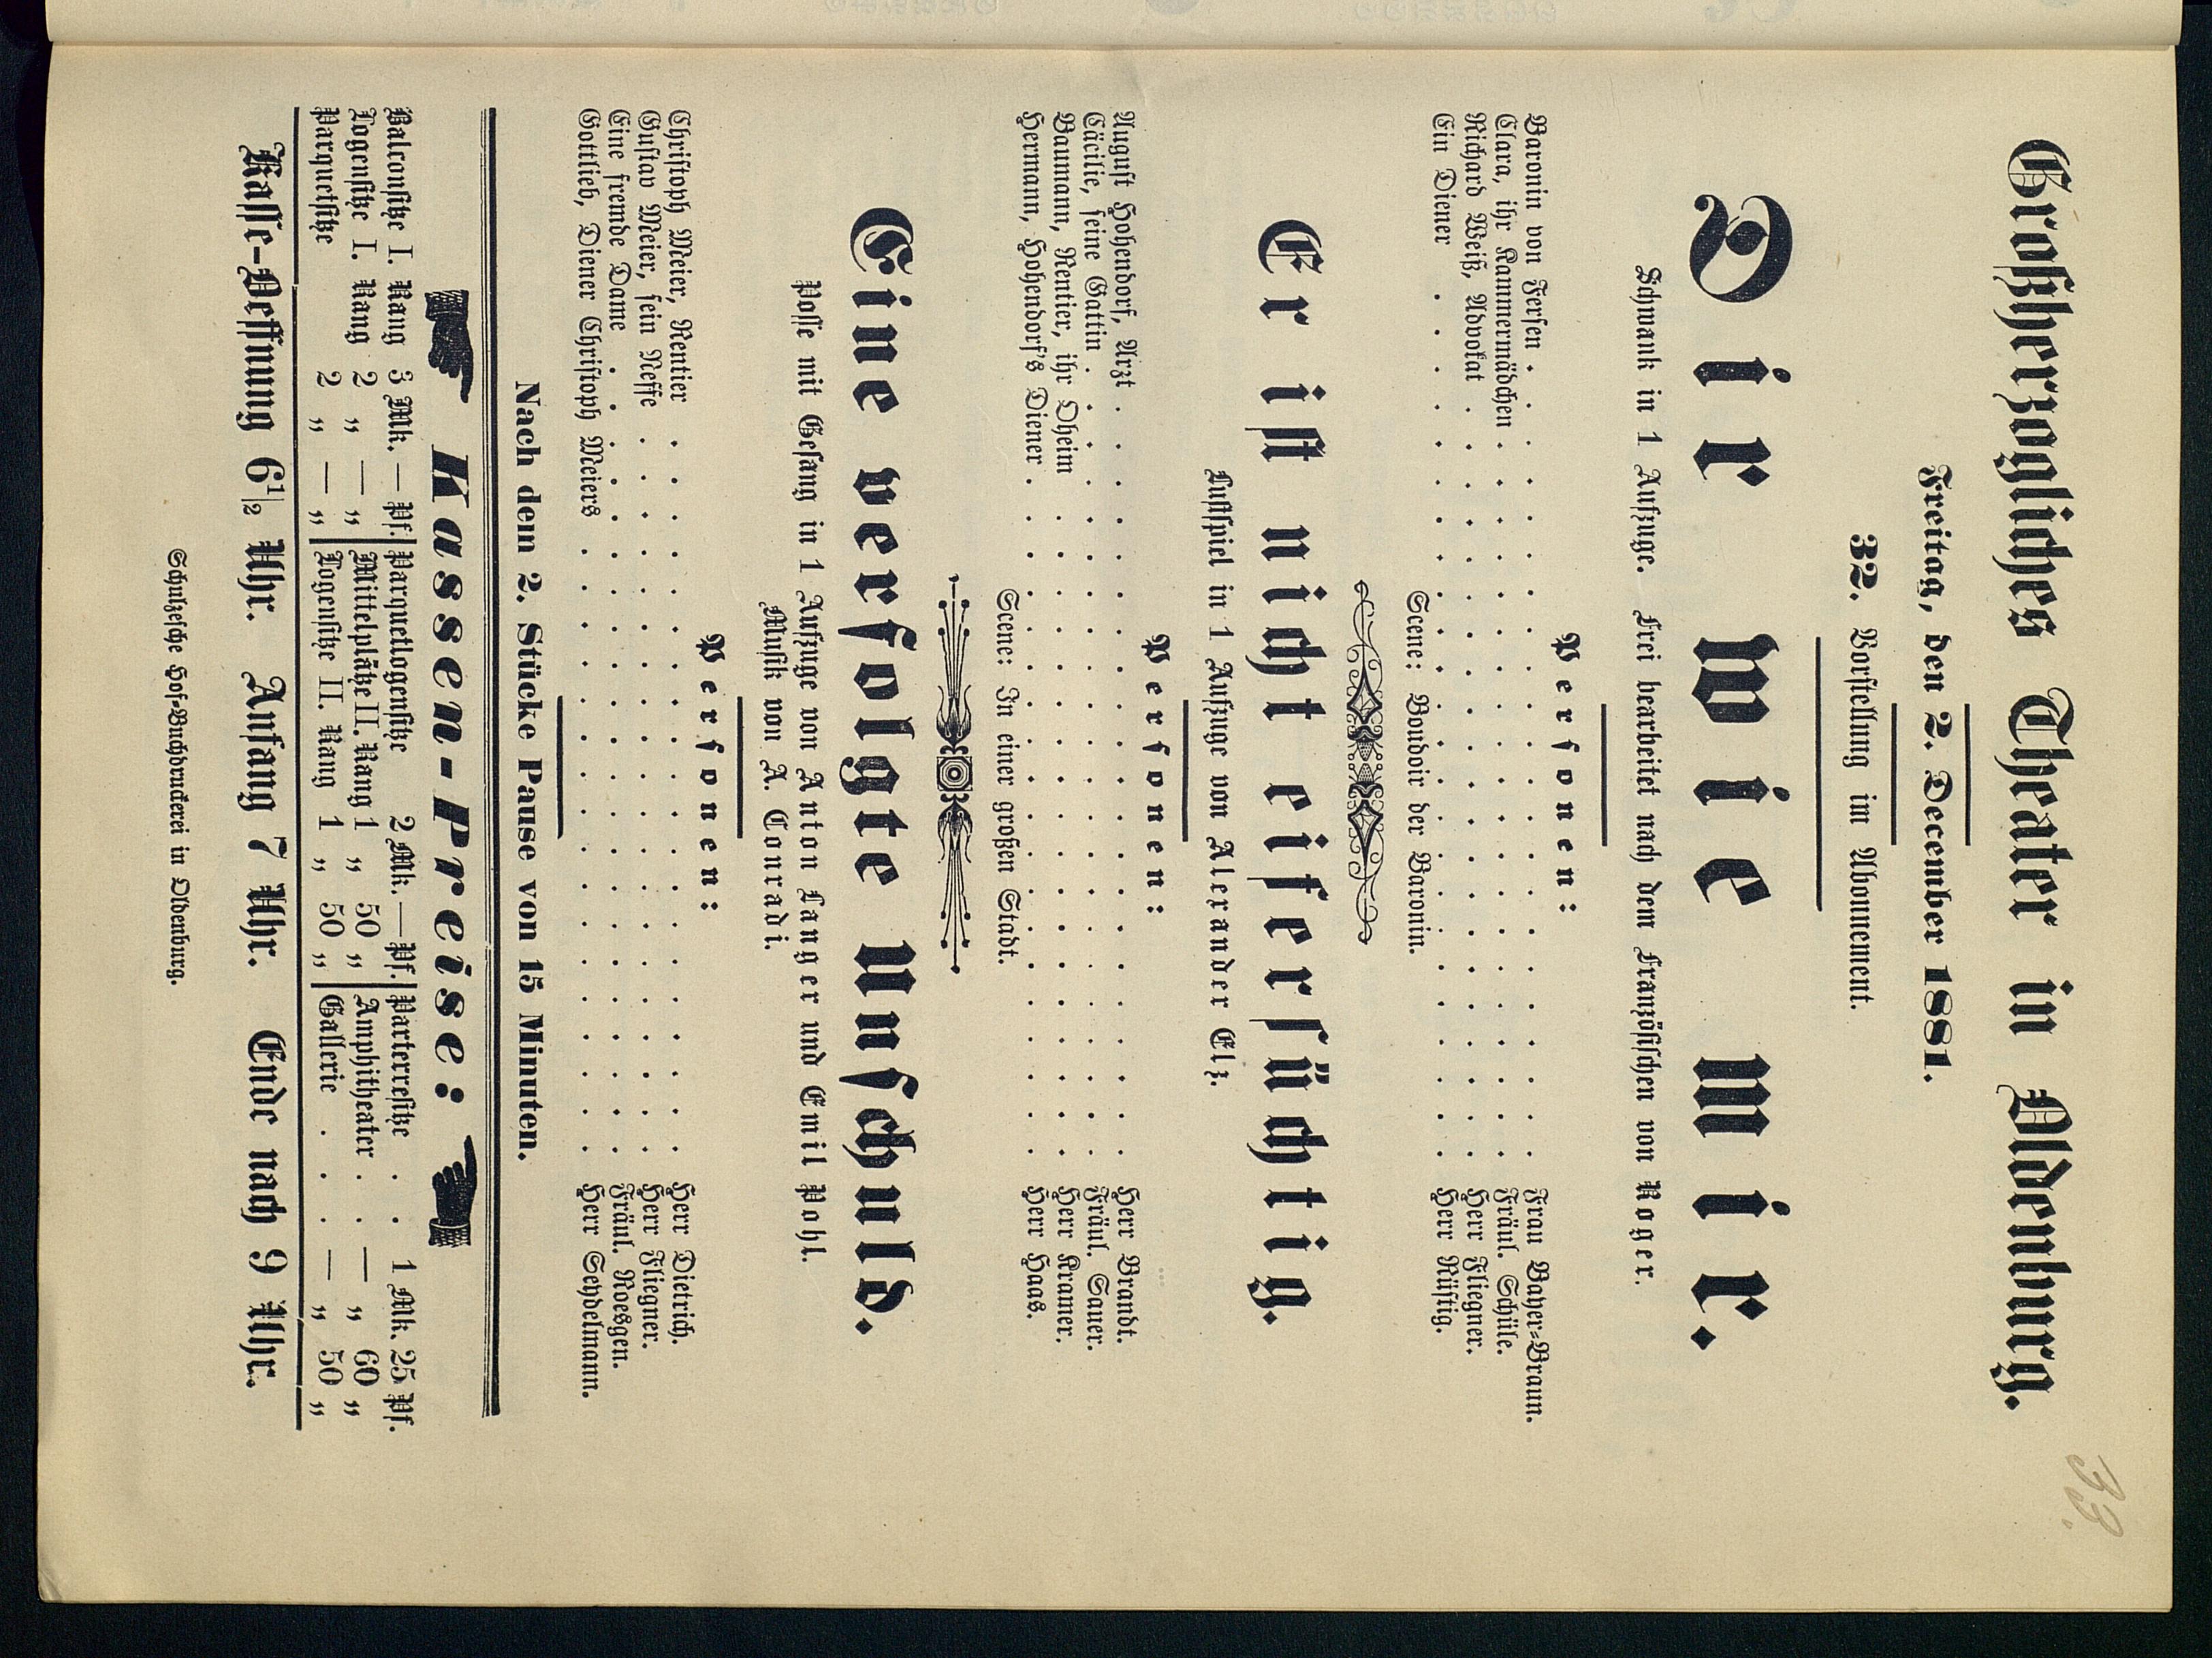 33.
Großherzogliches Theater in Oldenburg.
Freitag, den 2. December 1881.
32. Vorstellung im Abonnement.
Dir wie mir.
Schwank in 1 Aufzuge. Frei bearbeitet nach dem Französischen von Roger.
Personen:
Baronin von Fersen . . . . . . . . . . . Frau Bayer-Braun.
Clara, ihr Kammermädchen . . . . . . . . . . . Fräul. Schüle.
Richard Weiß, Advokat . . . . . . . . . . . Herr Fliegner.
Ein Diener . . . . . . . . . . . Herr Rüstig.
Scene: Boudoir der Baronin.
Er ist nicht eifersüchtig.
Lustspiel in 1 Aufzuge von Alexander Elz.
Personen:
August Hohendorf, Arzt . . . . . . . . . . . Herr Brandt.
Cäcilie, seine Gattin . . . . . . . . . . . Fräul. Sauer.
Baumann, Rentier, ihr Oheim . . . . . . . . . . . Herr Kramer.
Hermann, Hohendorf's Diener . . . . . . . . . . . Herr Haas.
Scene: In einer großen Stadt.
Eine verfolgte Unschuld.
Posse mit Gesang in 1 Aufzuge von Anton Langer und Emil Pohl.
Musik von A. Conradi.
Personen:
Christoph Meier, Rentier . . . . . . . . . . . Herr Dietrich.
Gustav Meier, sein Neffe . . . . . . . . . . . Herr Fliegner.
Eine fremde Dame . . . . . . . . . . . Fräul. Roesgen.
Gottlieb, Diener Christoph Meiers . . . . . . . . . . . Herr Seydelmann.
Nach dem 2. Stücke Pause von 15 Minuten.
Kassen-Preise:
Balconsitze I. Rang 3 Mk. — Pf. Parquetlogensitze 2 Mk. — Pf. Parterresitze . . 1 Mk. 25 Pf.
Logensitze I. Rang 2 „ — „ Mittelplätze II. Rang 1 „ 50 „ Amphitheater . . — „ 60 „
Parquetsitze 2 „ — „ Logensitze II. Rang 1 „ 50 „ Gallerie . . . — „ 50 „
Kasse-Oeffnung 6½ Uhr. Anfang 7 Uhr. Ende nach 9 Uhr.
Schulzesche Hof-Buchdruckerei in Oldenburg.